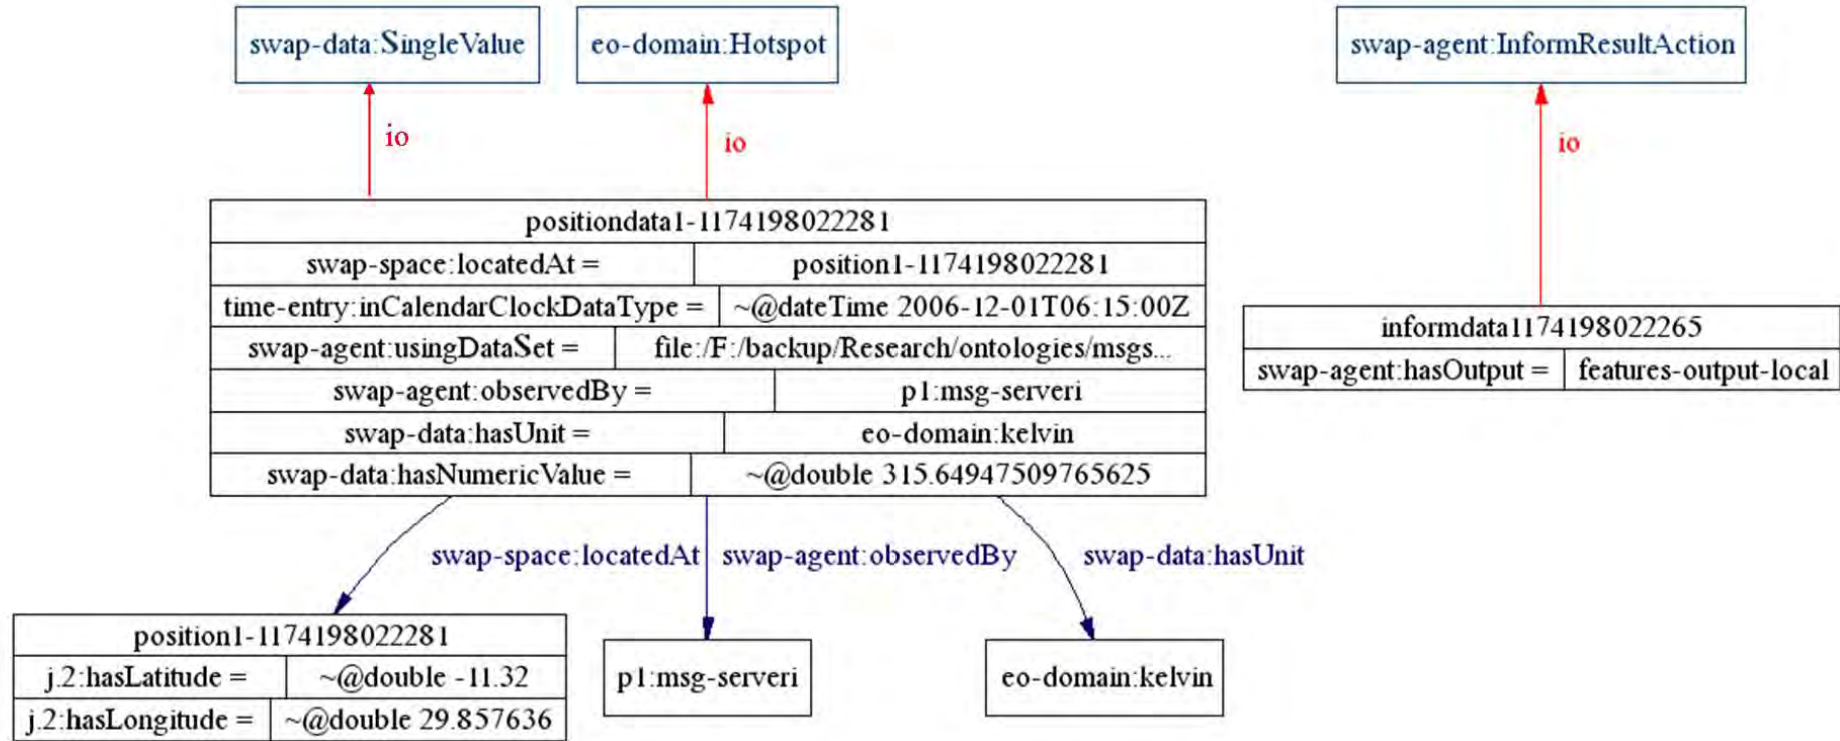 swap-data:SingleValue
eo-domain:Hotspot
swap-agent:InformResultAction
io
io
io
positiondata1-1174198022281
swap-space:locatedAt = position1-1174198022281
time-entry:inCalendarClockDataType = ~@dateTime 2006-12-01T06:15:00Z
swap-agent:usingDataSet = file:/F:/backup/Research/ontologies/msgs...
swap-agent:observedBy = p1:msg-serveri
swap-data:hasUnit = eo-domain:kelvin
swap-data:hasNumericValue = ~@double 315.64947509765625
informdata1174198022265
swap-agent:hasOutput = features-output-local
swap-space:locatedAt
swap-agent:observedBy
swap-data:hasUnit
position1-1174198022281
j.2:hasLatitude = ~@double -11.32
j.2:hasLongitude = ~@double 29.857636
p1:msg-serveri
eo-domain:kelvin